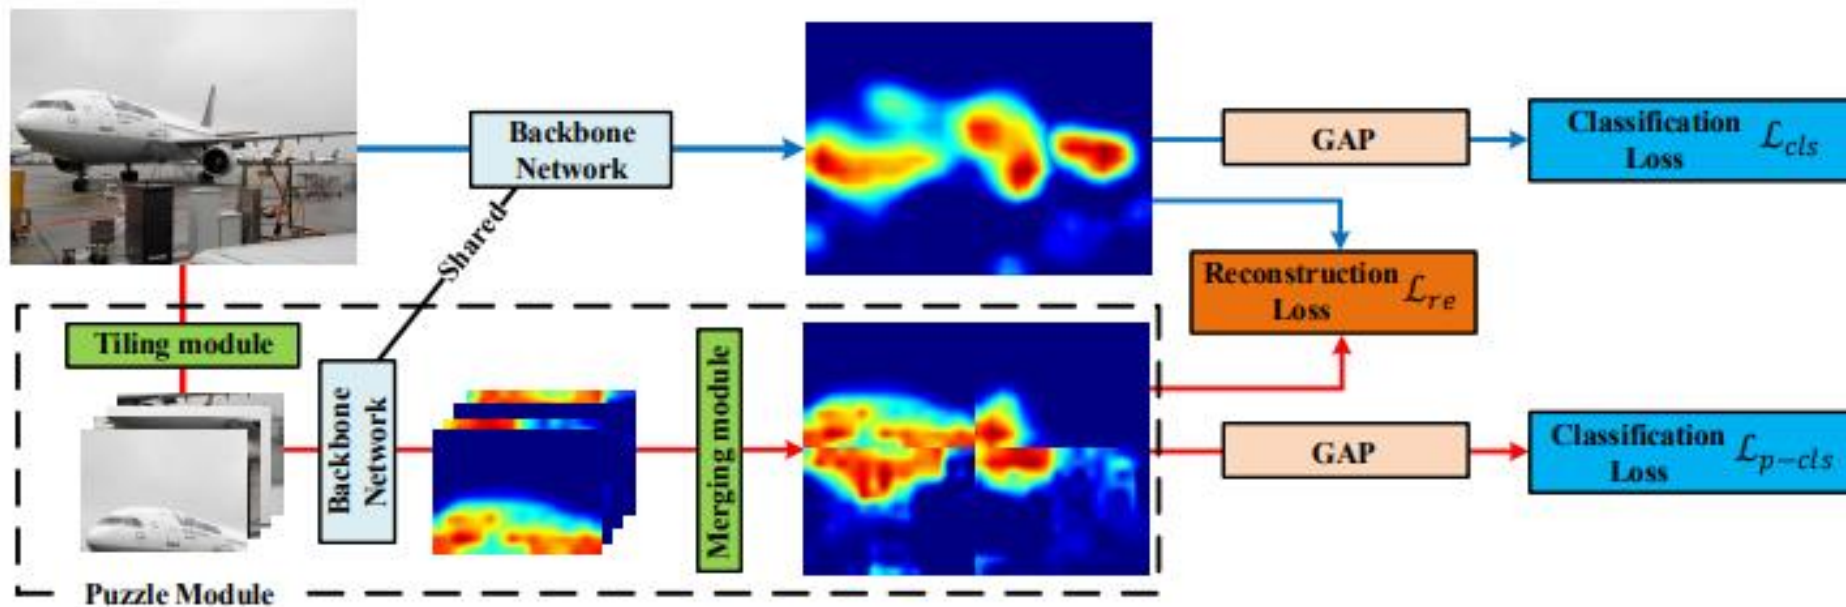 Backbone
Network
GAP
Classification
Loss
ℒcls
Shared
Reconstruction
Loss
ℒre
Tiling module
Backbone
Network
Merging module
GAP
Classification
Loss
ℒp−cls
Puzzle Module